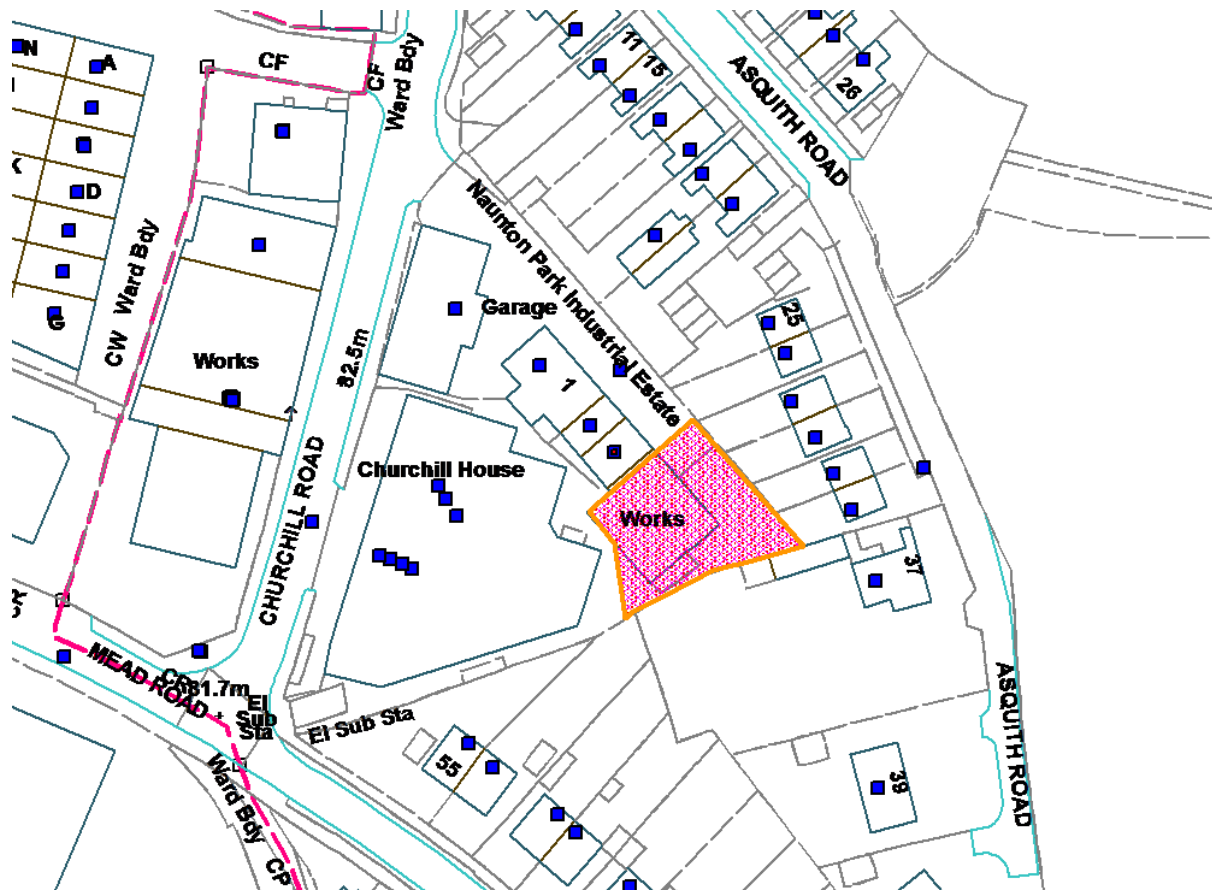 CF
CF
Ward Bdy
N
A
11
15
ASQUITH ROAD
26
K
D
Naunton Park Industrial Estate
CW
Ward Bdy
G
Garage
25
82.5m
Works
1
CHURCHILL ROAD
Churchill House
Works
37
MEAD ROAD
CR
81.7m
El
Sub
Sta
El Sub Sta
ASQUITH ROAD
55
39
Ward Bdy
CP